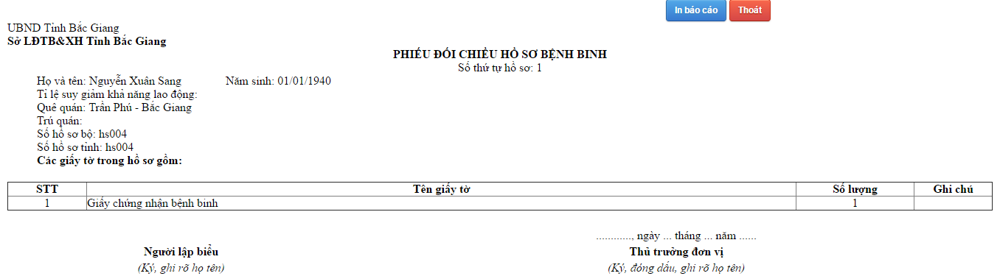 In báo cáo Thoát
UBND Tỉnh Bắc Giang
Sở LĐTB&XH Tỉnh Bắc Giang
PHIẾU ĐỐI CHIẾU HỒ SƠ BỆNH BINH
Số thứ tự hồ sơ: 1
Họ và tên: Nguyễn Xuân Sang Năm sinh: 01/01/1940
Tỉ lệ suy giảm khả năng lao động:
Quê quán: Trần Phú - Bắc Giang
Trú quán:
Số hồ sơ bộ: hs004
Số hồ sơ tỉnh: hs004
Các giấy tờ trong hồ sơ gồm:
STT Tên giấy tờ Số lượng Ghi chú
1 Giấy chứng nhận bệnh binh 1
............., ngày ... tháng ... năm ......
Người lập biểu Thủ trưởng đơn vị
(Ký, ghi rõ họ tên) (Ký, đóng dấu, ghi rõ họ tên)